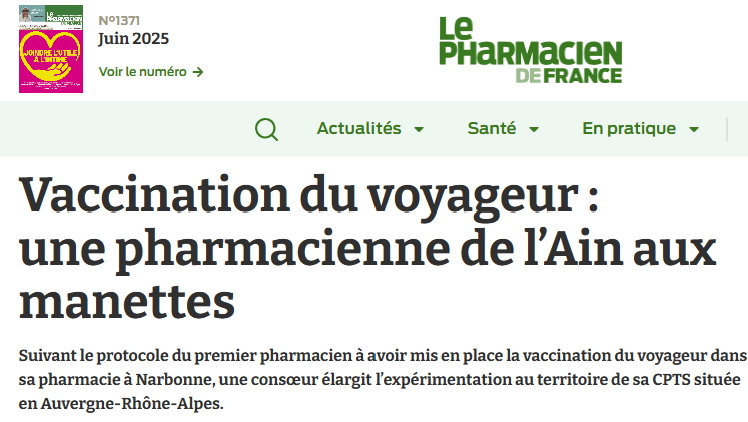 N°1371
Juin 2025
Voir le numéro →
JOINDRE L'UTILE
À L'INTIME
PHARMACIEN
DE FRANCE
Le
PHARMACIEN
DE FRANCE
Actualités
Santé
En pratique
Vaccination du voyageur :
une pharmacienne de l’Ain aux
manettes
Suivant le protocole du premier pharmacien à avoir mis en place la vaccination du voyageur dans
sa pharmacie à Narbonne, une consœur élargit l’expérimentation au territoire de sa CPTS située
en Auvergne-Rhône-Alpes.